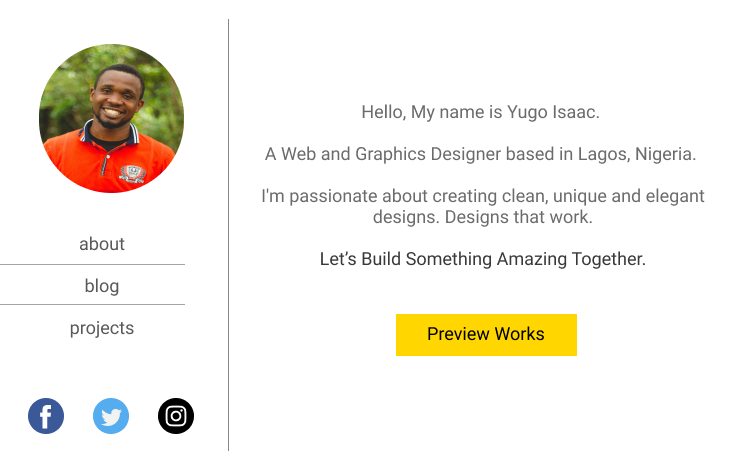 about
blog
projects
Hello, My name is Yugo Isaac.
A Web and Graphics Designer based in Lagos, Nigeria.
I'm passionate about creating clean, unique and elegant
designs. Designs that work.
Let’s Build Something Amazing Together.
Preview Works